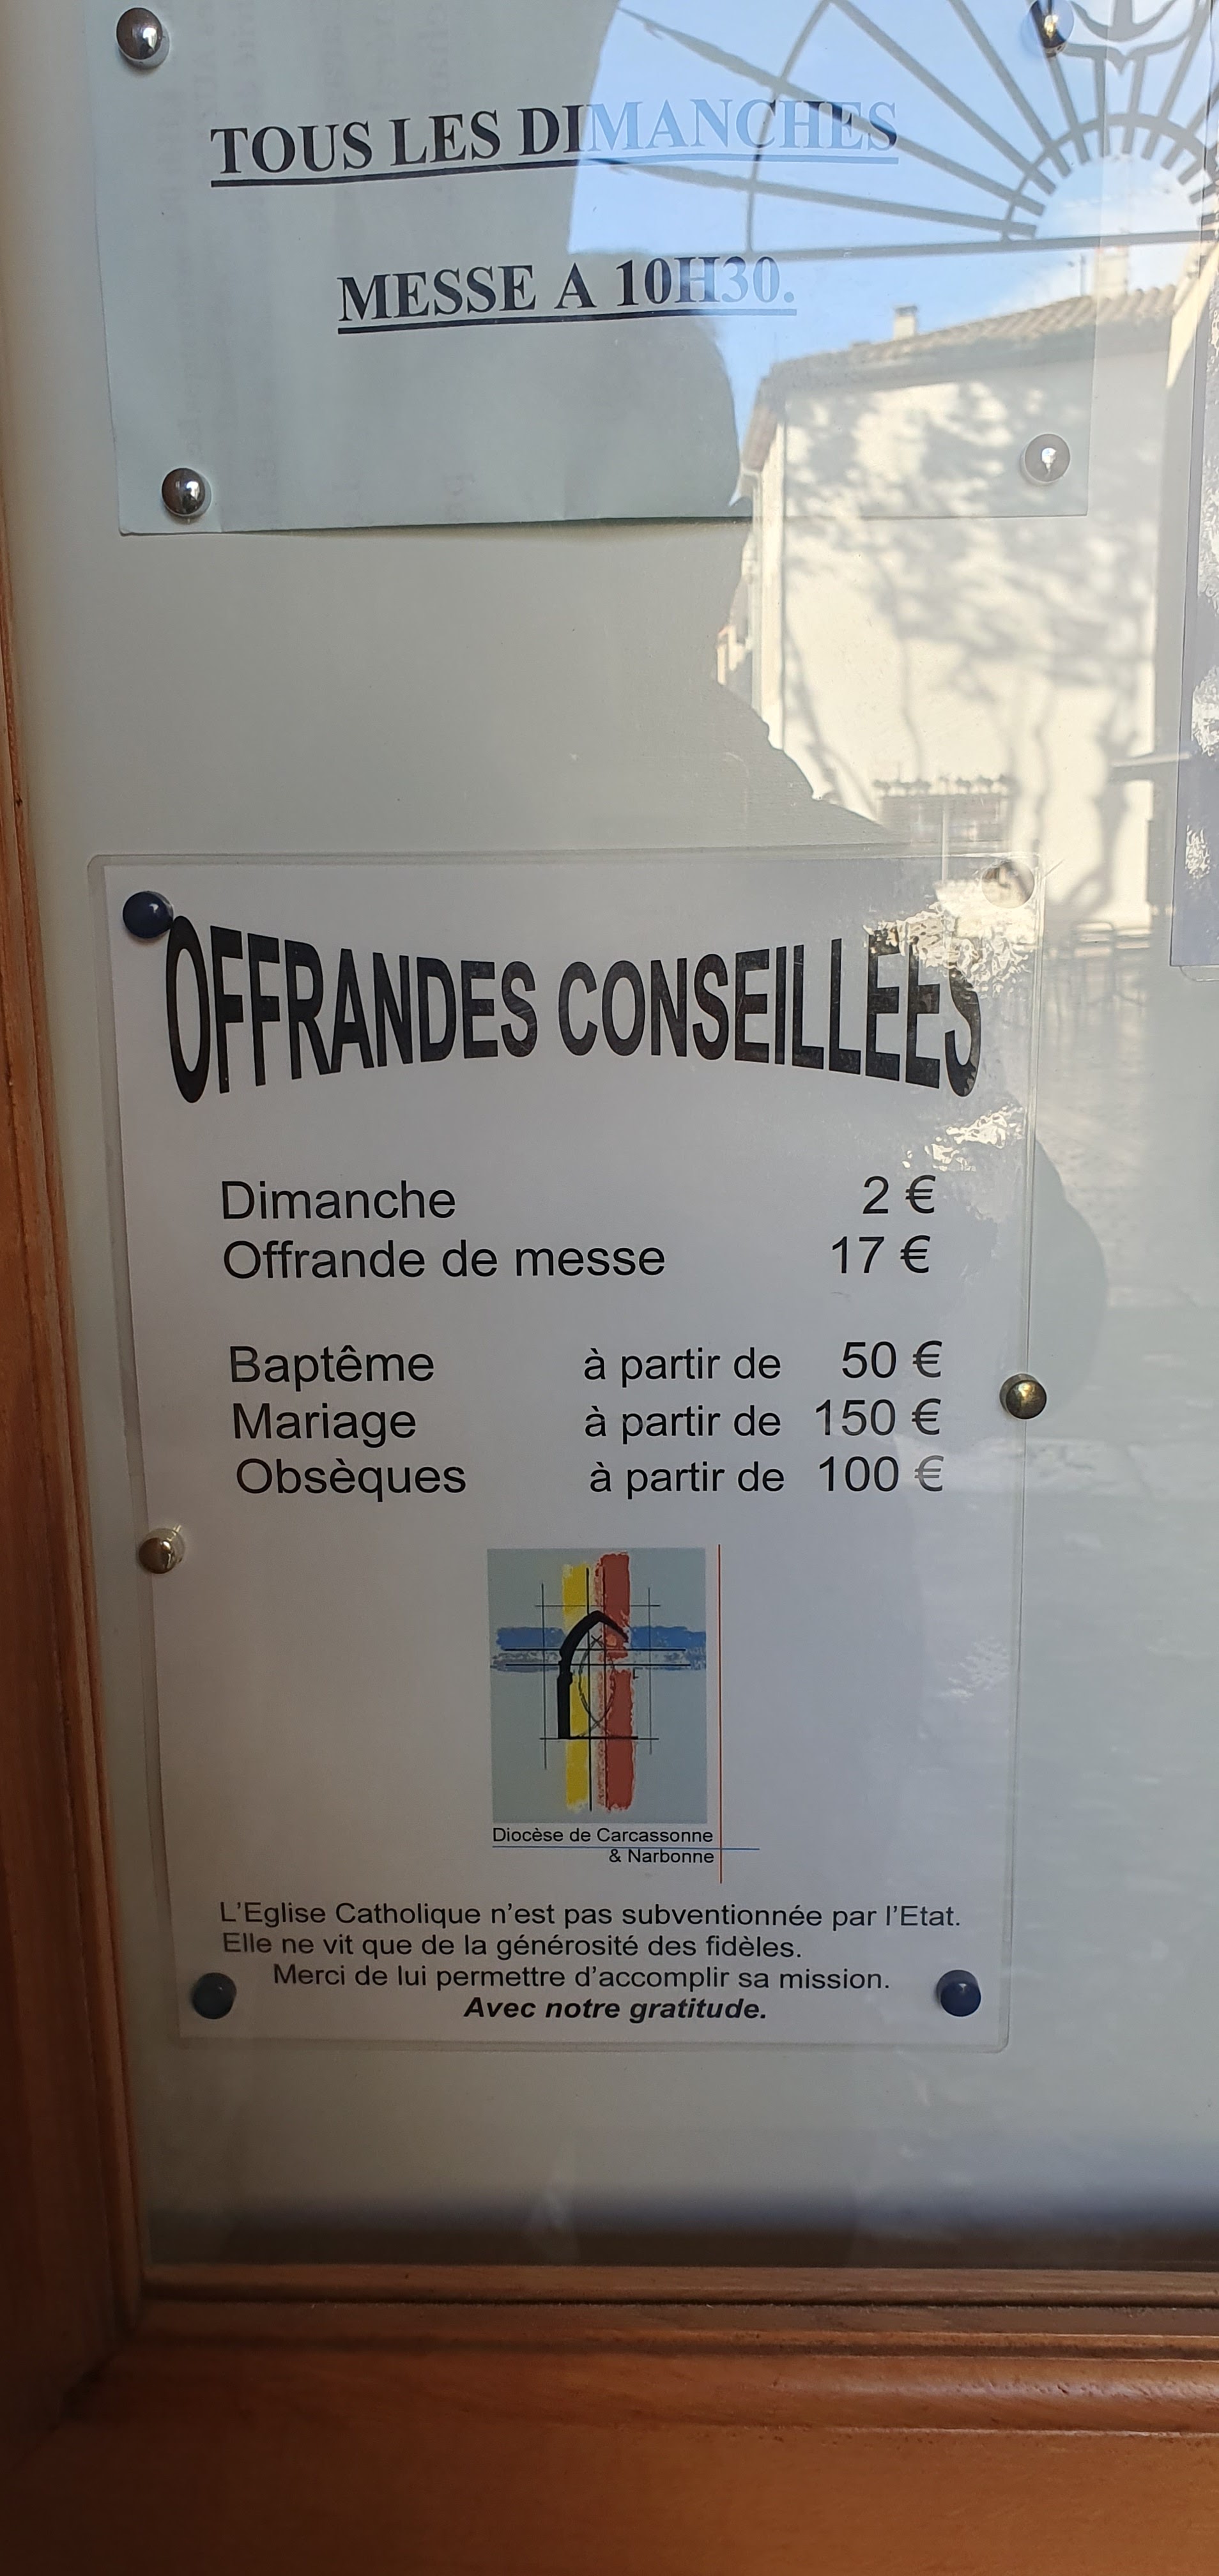 TOUS LES DIMANCHES
MESSE A 10H30.
OFFRANDES CONSEILLEES
Dimanche 2 €
Offrande de messe 17 €
Baptême à partir de 50 €
Mariage à partir de 150 €
Obsèques à partir de 100 €
Diocèse de Carcassonne
& Narbonne
L'Eglise Catholique n'est pas subventionnée par l'Etat.
Elle ne vit que de la générosité des fidèles.
Merci de lui permettre d'accomplir sa mission.
Avec notre gratitude.